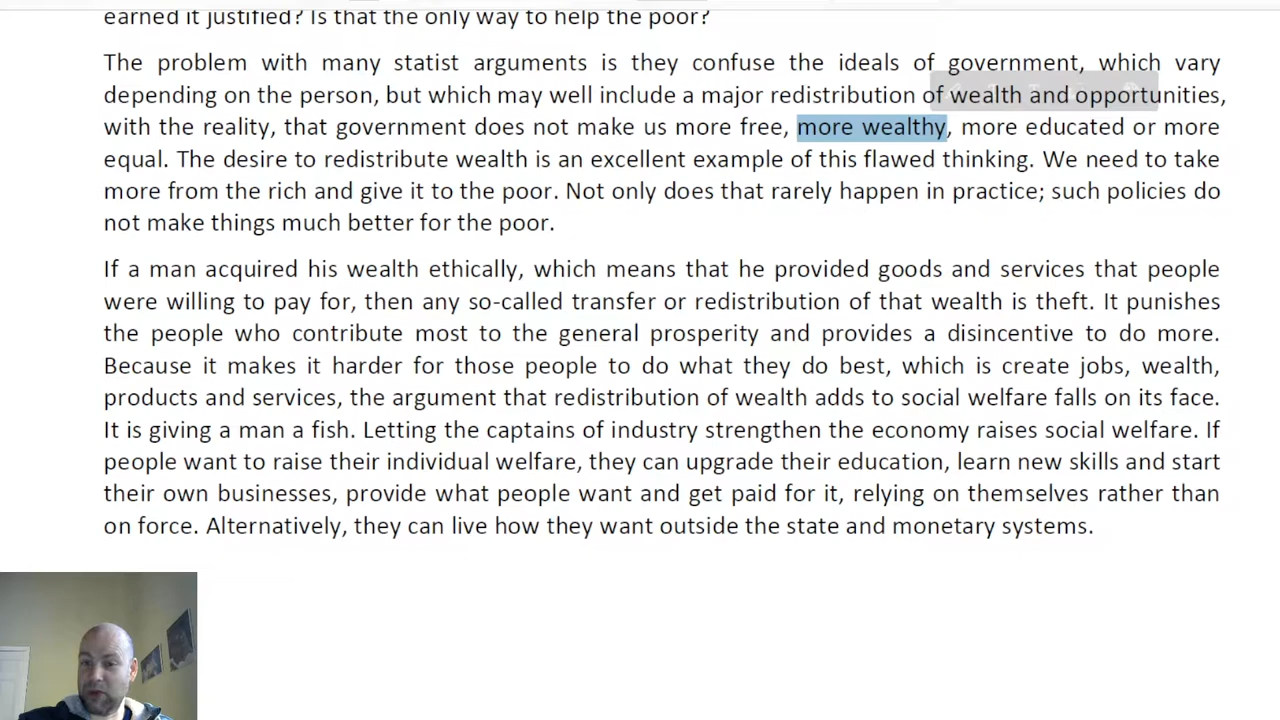 earned it justified? Is that the only way to help the poor?
The problem with many statist arguments is they confuse the ideals of government, which vary
depending on the person, but which may well include a major redistribution of wealth and opportunities,
with the reality, that government does not make us more free, more wealthy, more educated or more
equal. The desire to redistribute wealth is an excellent example of this flawed thinking. We need to take
more from the rich and give it to the poor. Not only does that rarely happen in practice; such policies do
not make things much better for the poor.
If a man acquired his wealth ethically, which means that he provided goods and services that people
were willing to pay for, then any so-called transfer or redistribution of that wealth is theft. It punishes
the people who contribute most to the general prosperity and provides a disincentive to do more.
Because it makes it harder for those people to do what they do best, which is create jobs, wealth,
products and services, the argument that redistribution of wealth adds to social welfare falls on its face.
It is giving a man a fish. Letting the captains of industry strengthen the economy raises social welfare. If
people want to raise their individual welfare, they can upgrade their education, learn new skills and start
their own businesses, provide what people want and get paid for it, relying on themselves rather than
on force. Alternatively, they can live how they want outside the state and monetary systems.